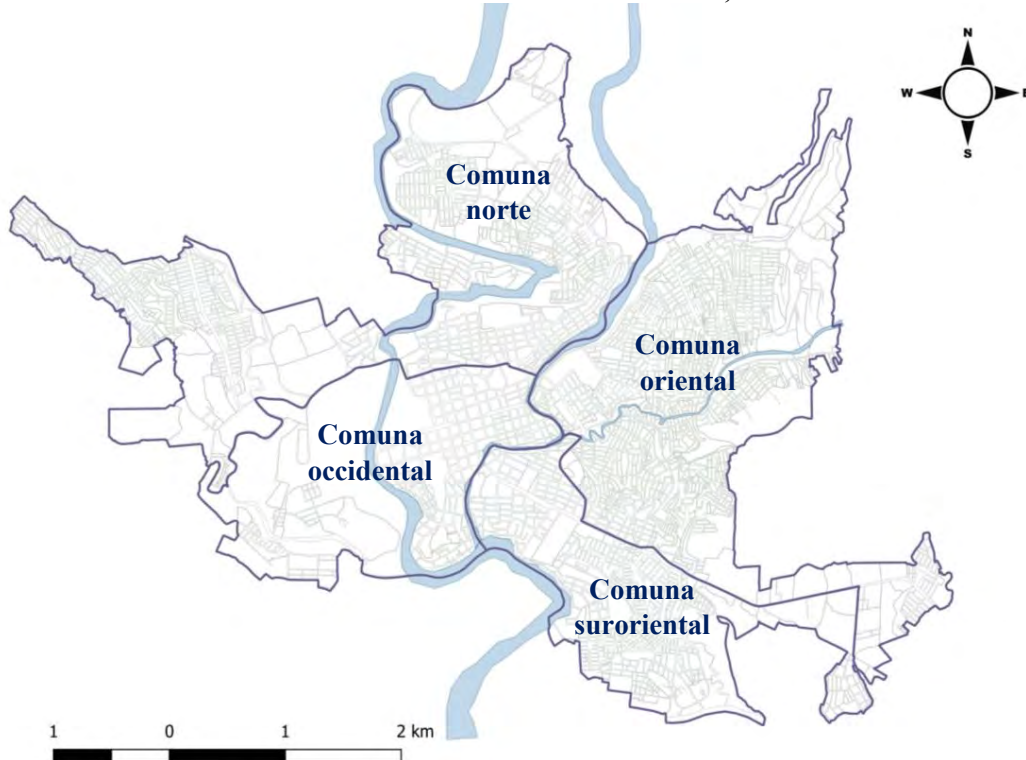 N
W
E
S
Comuna
norte
Comuna
oriental
Comuna
occidental
Comuna
suroriental
1 0 1 2 km